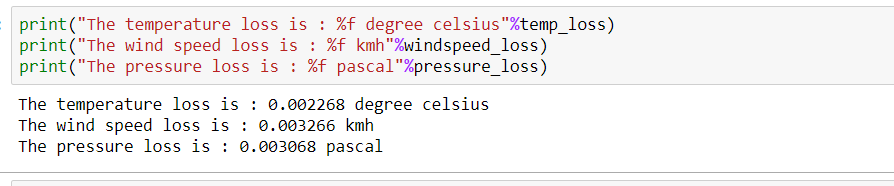 print("The temperature loss is : %f degree celsius"%temp_loss)
print("The wind speed loss is : %f kmh"%windspeed_loss)
print("The pressure loss is : %f pascal"%pressure_loss)
The temperature loss is : 0.002268 degree celsius
The wind speed loss is : 0.003266 kmh
The pressure loss is : 0.003068 pascal